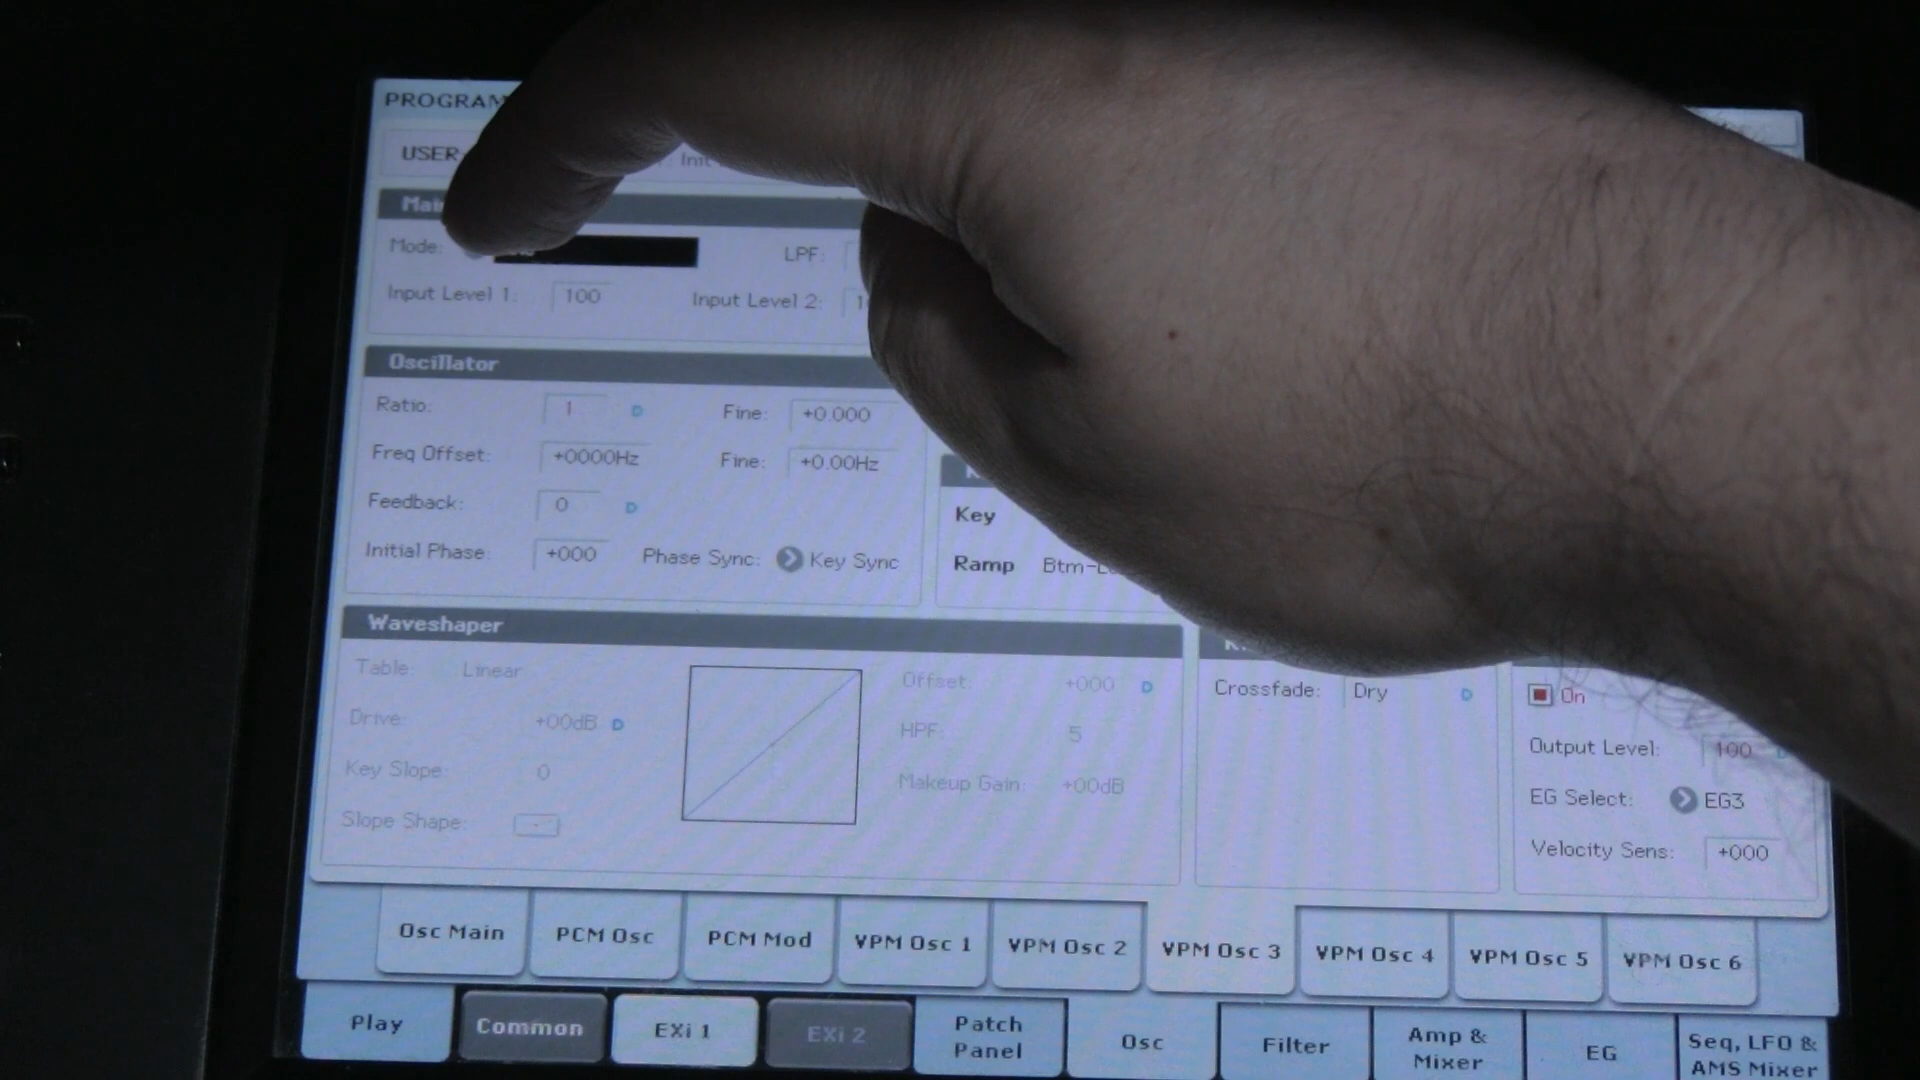 PROGRAM
USER
Init
Main
Mode:
LPF:
Input Level 1: 100 Input Level 2:
Oscillator
Ratio: 1 Fine: +0.000
Freq Offset: +0000Hz Fine: +0.00Hz
Feedback: 0
Initial Phase: +000 Phase Sync: Key Sync
Key
Ramp
Waveshaper
Table: Linear
Drive: +00dB
Key Slope: 0
Slope Shape:
Offset: +000
HPF: 5
Makeup Gain: +00dB
Crossfade: Dry
On
Output Level: 100
EG Select: EG3
Velocity Sens: +000
Osc Main PCM Osc PCM Mod VPM Osc 1 VPM Osc 2 VPM Osc 3 VPM Osc 4 VPM Osc 5 VPM Osc 6
Play Common EXi 1 EXi 2 Patch Panel Osc Filter Amp & Mixer EG Seq, LFO & AMS Mixer